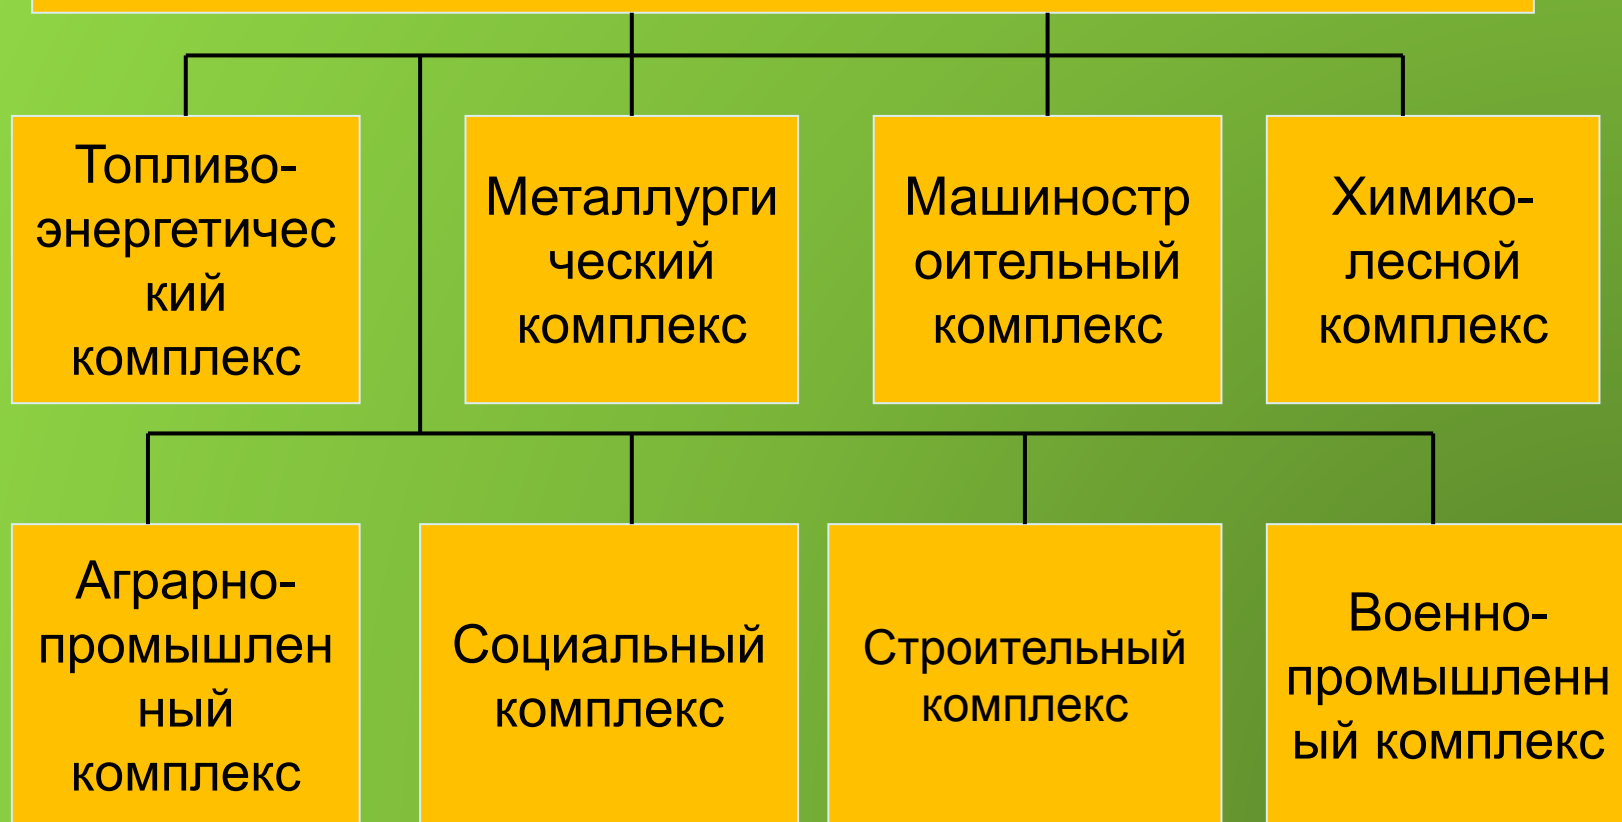 Топливо-
энергетичес
кий
комплекс
Металлурги
ческий
комплекс
Машиностр
оительный
комплекс
Химико-
лесной
комплекс
Аграрно-
промышлен
ный
комплекс
Социальный
комплекс
Строительный
комплекс
Военно-
промышленн
ый комплекс